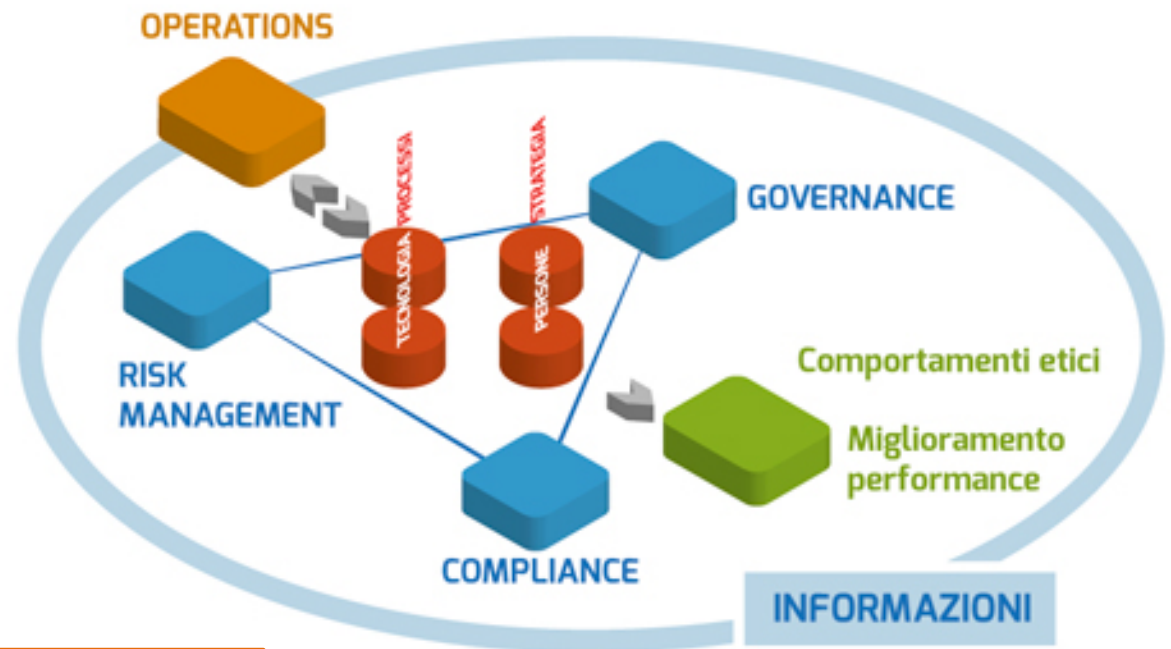 OPERATIONS
PROCESSI
STRATEGIA
GOVERNANCE
TECNOLOGIA
PERSONE
RISK
MANAGEMENT
Comportamenti etici
Miglioramento
performance
COMPLIANCE
INFORMAZIONI